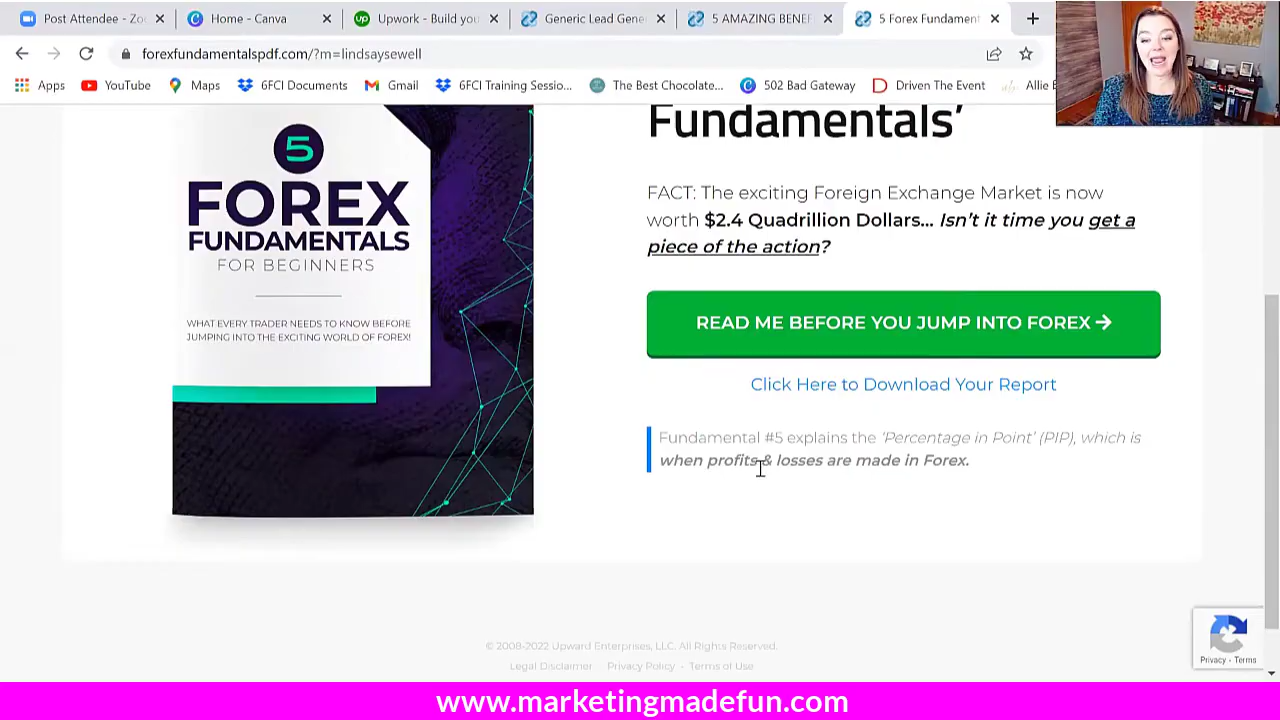 Post Attendee - Zo
Home - Canva
Upwork - Build you
Generic Lead Gene
5 AMAZING BENEF
5 Forex Fundament
forexfundamentalspdf.com/?m=lindsaysewell
Apps
YouTube
Maps
6FCI Documents
Gmail
6FCI Training Sessio...
The Best Chocolate...
502 Bad Gateway
Driven The Event
Allie E
Fundamentals’
5
FOREX
FUNDAMENTALS
FOR BEGINNERS
WHAT EVERY TRADER NEEDS TO KNOW BEFORE
JUMPING INTO THE EXCITING WORLD OF FOREX!
FACT: The exciting Foreign Exchange Market is now
worth $2.4 Quadrillion Dollars... Isn’t it time you get a
piece of the action?
READ ME BEFORE YOU JUMP INTO FOREX →
Click Here to Download Your Report
Fundamental #5 explains the ‘Percentage in Point’ (PIP), which is
when profits & losses are made in Forex.
© 2008-2022 Upward Enterprises, LLC. All Rights Reserved.
Legal Disclaimer - Privacy Policy - Terms of Use
Privacy - Terms
www.marketingmadefun.com